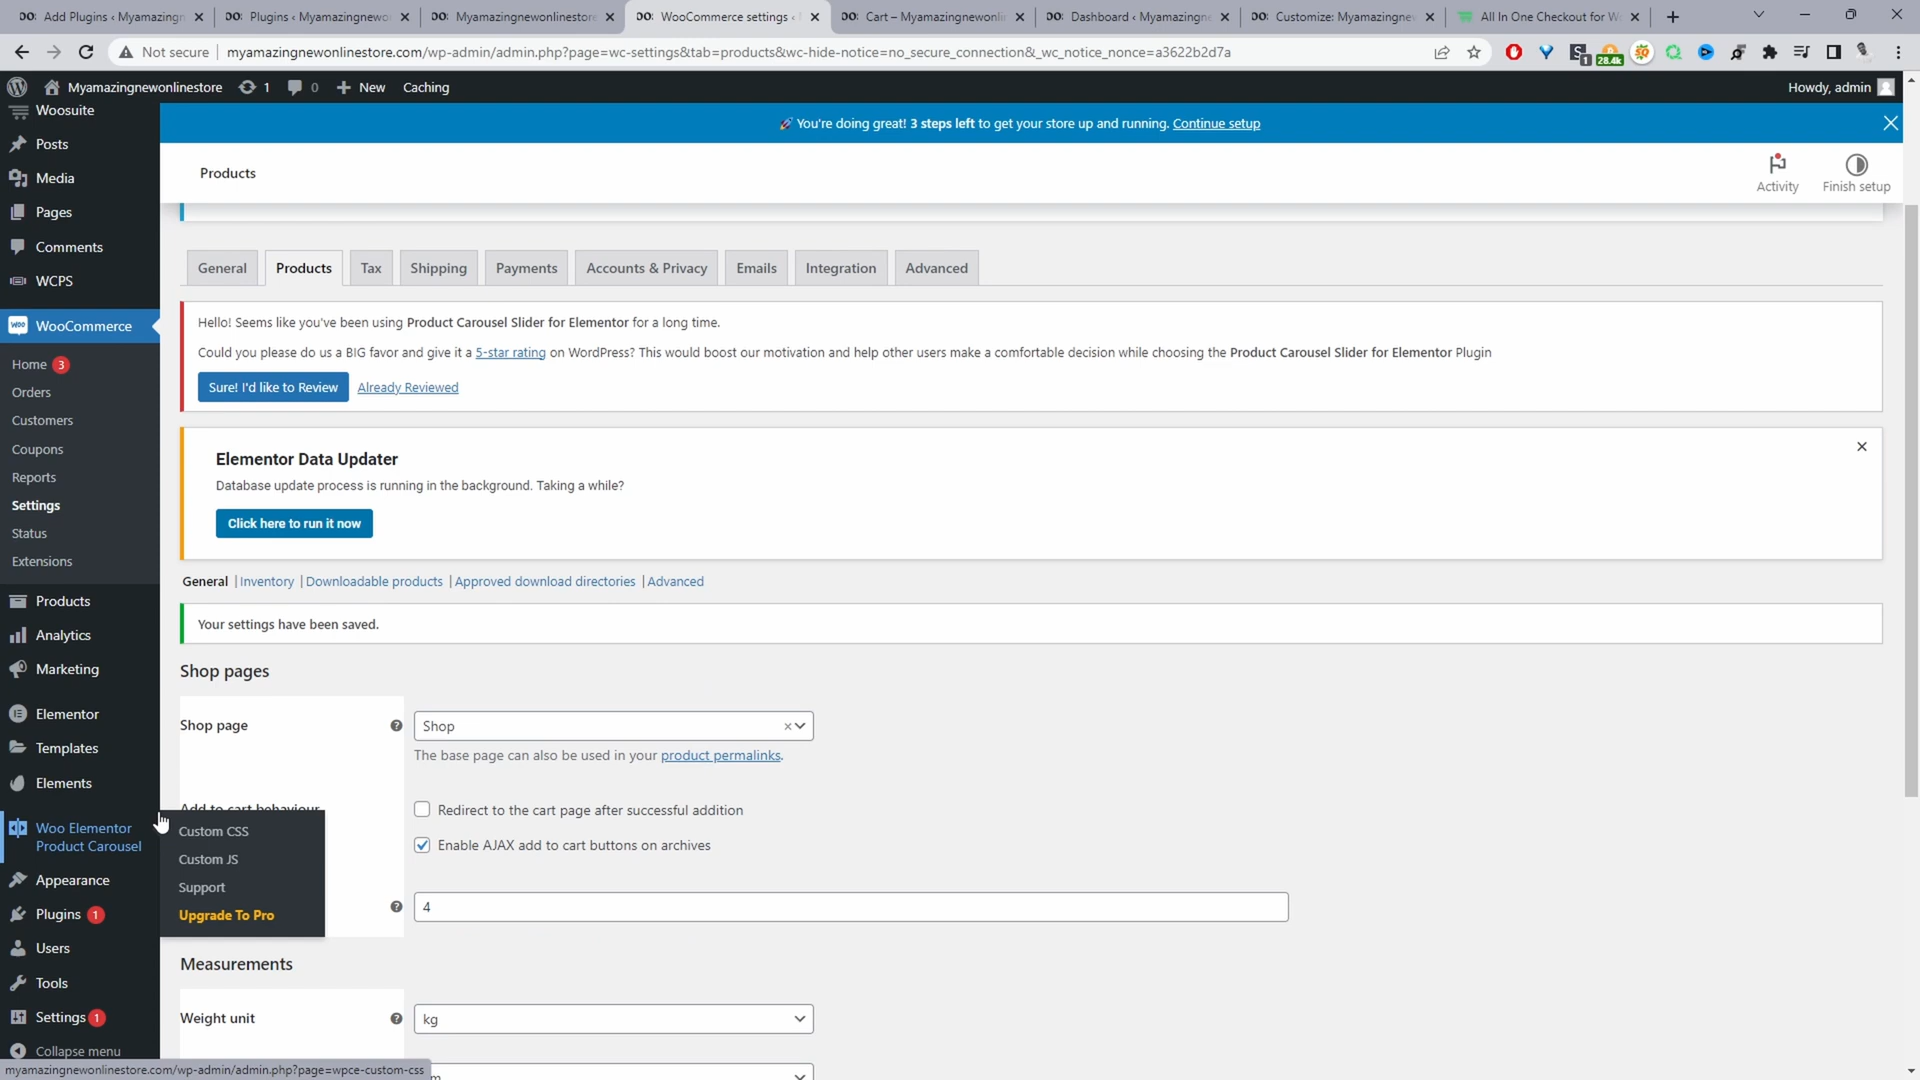 Add Plugins ‹ Myamazingn
Plugins ‹ Myamazingnewo
Myamazingnewonlinestore
WooCommerce settings ‹
Cart – Myamazingnewonli
Dashboard ‹ Myamazingn
Customize: Myamazingne
All In One Checkout for W
Not secure
myamazingnewonlinestore.com/wp-admin/admin.php?page=wc-settings&tab=products&wc-hide-notice=no_secure_connection&_wc_notice_nonce=a3622b2d7a
1
28.4k
Myamazingnewonlinestore
1
0
New
Caching
Howdy, admin
🚀 You're doing great! 3 steps left to get your store up and running. Continue setup
Products
Activity
Finish setup
Woosuite
Posts
Media
Pages
Comments
WCPS
WooCommerce
Home 3
Orders
Customers
Coupons
Reports
Settings
Status
Extensions
Products
Analytics
Marketing
Elementor
Templates
Elements
Woo Elementor
Product Carousel
Appearance
Plugins 1
Users
Tools
Settings 1
Collapse menu
Custom CSS
Custom JS
Support
Upgrade To Pro
General
Products
Tax
Shipping
Payments
Accounts & Privacy
Emails
Integration
Advanced
Hello! Seems like you've been using Product Carousel Slider for Elementor for a long time.
Could you please do us a BIG favor and give it a 5-star rating on WordPress? This would boost our motivation and help other users make a comfortable decision while choosing the Product Carousel Slider for Elementor Plugin
Sure! I'd like to Review
Already Reviewed
Elementor Data Updater
Database update process is running in the background. Taking a while?
Click here to run it now
General | Inventory | Downloadable products | Approved download directories | Advanced
Your settings have been saved.
Shop pages
Shop page
Shop
The base page can also be used in your product permalinks.
Add to cart behaviour
Redirect to the cart page after successful addition
Enable AJAX add to cart buttons on archives
4
Measurements
Weight unit
kg
myamazingnewonlinestore.com/wp-admin/admin.php?page=wpce-custom-css